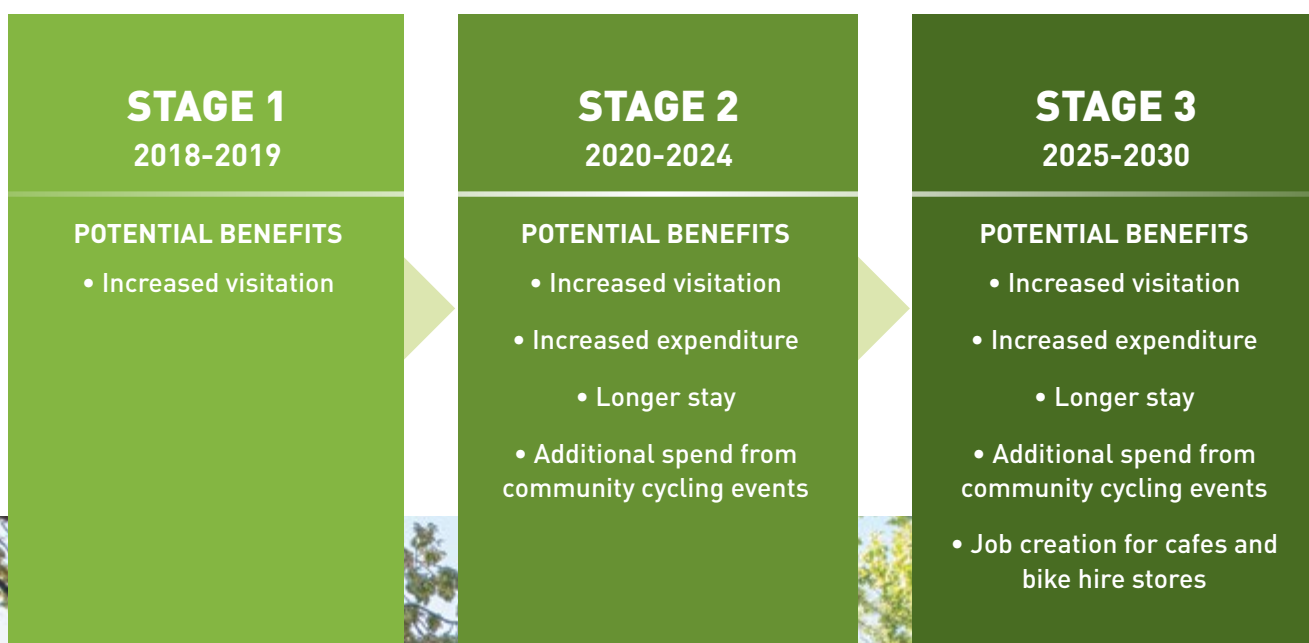 STAGE 1
2018-2019
POTENTIAL BENEFITS
• Increased visitation
STAGE 2
2020-2024
POTENTIAL BENEFITS
• Increased visitation
• Increased expenditure
• Longer stay
• Additional spend from
community cycling events
STAGE 3
2025-2030
POTENTIAL BENEFITS
• Increased visitation
• Increased expenditure
• Longer stay
• Additional spend from
community cycling events
• Job creation for cafes and
bike hire stores